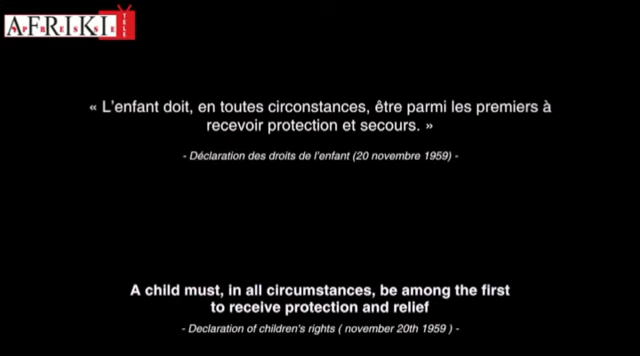 AFRIKI
TELE
« L'enfant doit, en toutes circonstances, être parmi les premiers à
recevoir protection et secours. »
- Déclaration des droits de l'enfant (20 novembre 1959) -
A child must, in all circumstances, be among the first
to receive protection and relief
- Declaration of children's rights ( november 20th 1959 ) -